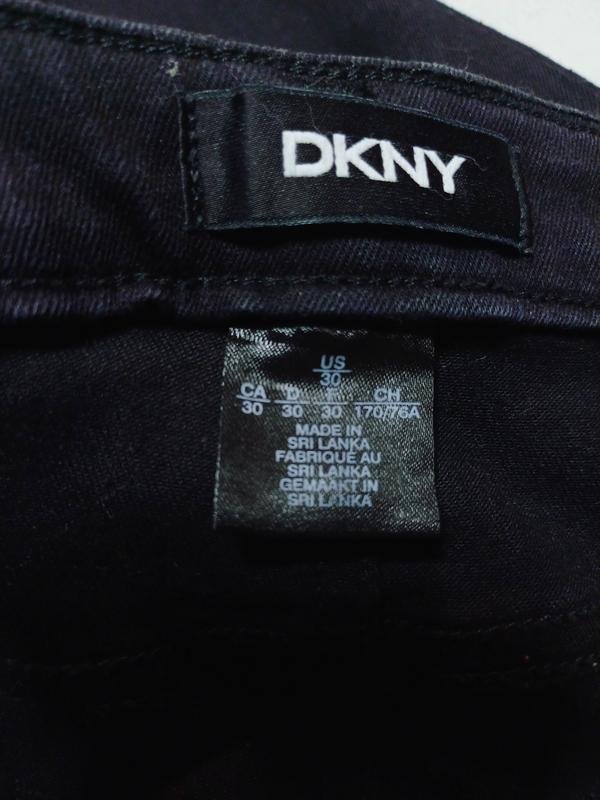 DKNY
US
30
CA D F CH
30 30 30 170/76A
MADE IN
SRI LANKA
FABRIQUE AU
SRI LANKA
GEMAAKT IN
SRI LANKA